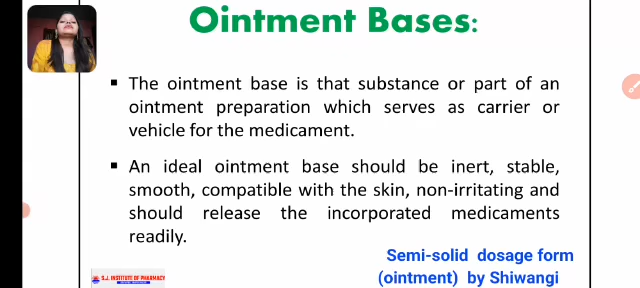 Ointment Bases:
▪ The ointment base is that substance or part of an
ointment preparation which serves as carrier or
vehicle for the medicament.
▪ An ideal ointment base should be inert, stable,
smooth, compatible with the skin, non-irritating and
should release the incorporated medicaments
readily.
Semi-solid dosage form
(ointment) by Shiwangi
S.J. INSTITUTE OF PHARMACY